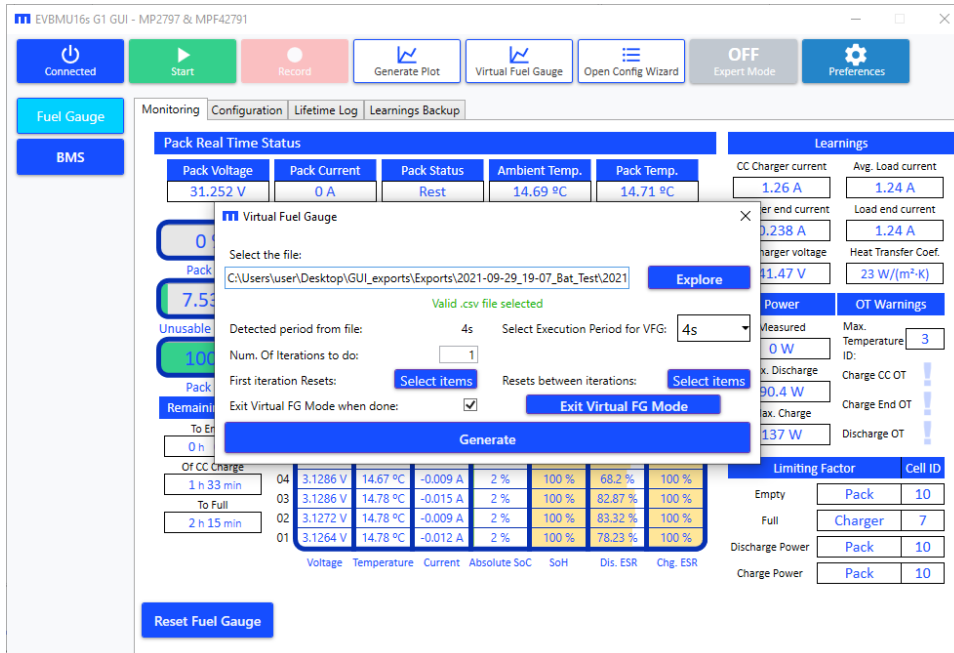 EVBMU16s G1 GUI - MP2797 & MPF42791
Connected
Start
Record
Generate Plot
Virtual Fuel Gauge
Open Config Wizard
OFF
Expert Mode
Preferences
Fuel Gauge
BMS
Monitoring Configuration Lifetime Log Learnings Backup
Pack Real Time Status
Pack Voltage Pack Current Pack Status Ambient Temp. Pack Temp.
31.252 V 0 A Rest 14.69 ºC 14.71 ºC
0
Pack
7.53
Unusable
100
Pack
Remaini
To
0 h
Of CC Charge
1 h 33 min
To Full
2 h 15 min
Virtual Fuel Gauge
Select the file:
C:\Users\user\Desktop\GUI_exports\Exports\2021-09-29_19-07_Bat_Test\2021
Explore
Valid .csv file selected
Detected period from file: 4s Select Execution Period for VFG: 4s
Num. Of Iterations to do: 1
First iteration Resets: Select items Resets between iterations: Select items
Exit Virtual FG Mode when done: Exit Virtual FG Mode
Generate
04 3.1286 V 14.67 ºC -0.009 A 2 % 100 % 68.2 % 100 %
03 3.1286 V 14.78 ºC -0.015 A 2 % 100 % 82.87 % 100 %
02 3.1272 V 14.78 ºC -0.009 A 2 % 100 % 83.32 % 100 %
01 3.1264 V 14.78 ºC -0.012 A 2 % 100 % 78.23 % 100 %
Voltage Temperature Current Absolute SoC SoH Dis. ESR Chg. ESR
Reset Fuel Gauge
Learnings
CC Charger current Avg. Load current
1.26 A 1.24 A
er end current Load end current
0.238 A 1.24 A
harger voltage Heat Transfer Coef.
41.47 V 23 W/(m²·K)
Power
Measured
0 W
x. Discharge
90.4 W
ax. Charge
137 W
OT Warnings
Max.
Temperature 3
ID:
Charge CC OT
Charge End OT
Discharge OT
Limiting Factor Cell ID
Empty Pack 10
Full Charger 7
Discharge Power Pack 10
Charge Power Pack 10